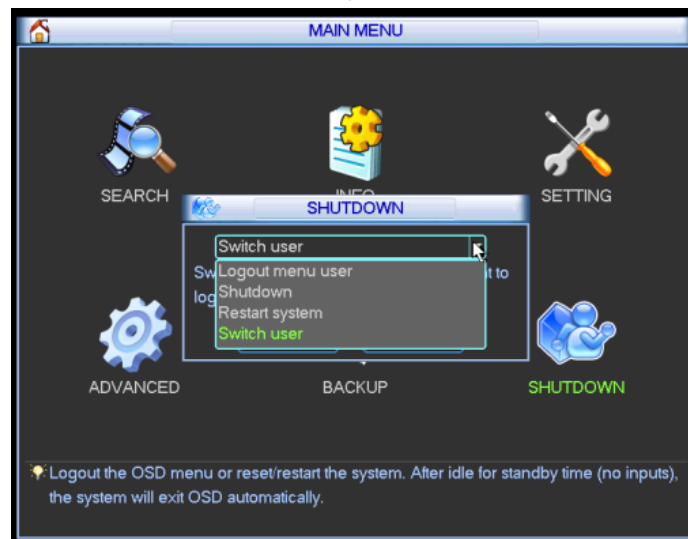 MAIN MENU
SEARCH
SETTING
SHUTDOWN
Switch user
Logout menu user
to
Shutdown
Restart system
Switch user
ADVANCED
BACKUP
SHUTDOWN
Logout the OSD menu or reset/restart the system. After idle for standby time (no inputs),
the system will exit OSD automatically.